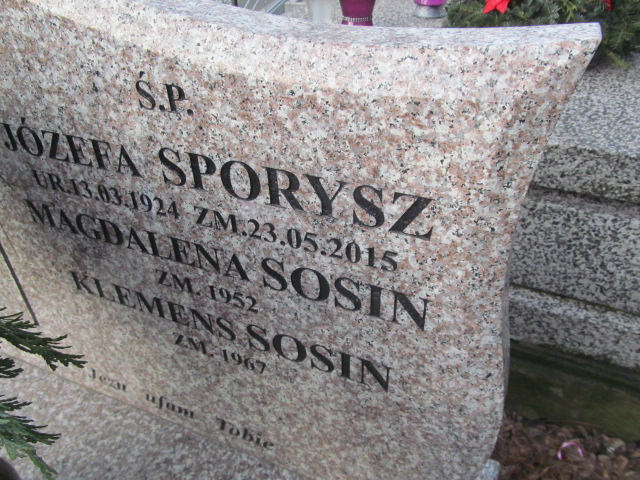 Ś.P.
JÓZEFA SPORYSZ
UR.13.03.1924 ZM.23.05.2015
MAGDALENA SOSIN
ZM. 1952
KLEMENS SOSIN
ZM. 1967
Jezu ufam Tobie